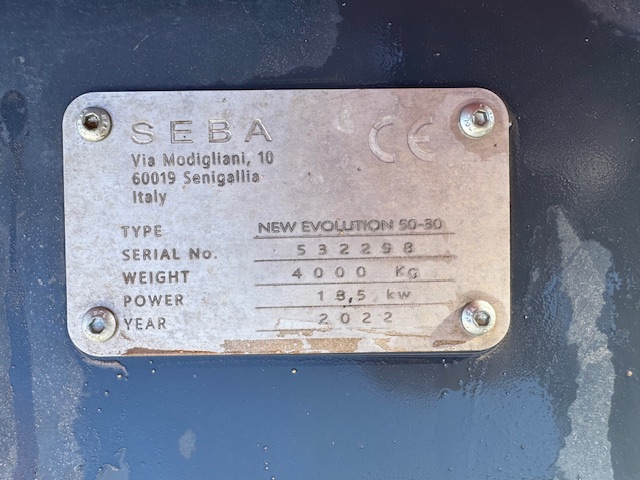 SEBA
CE
Via Modigliani, 10
60019 Senigallia
Italy
TYPE NEW EVOLUTION 50-30
SERIAL No. 532298
WEIGHT 4000 Kg
POWER 18,5 kw
YEAR 2022